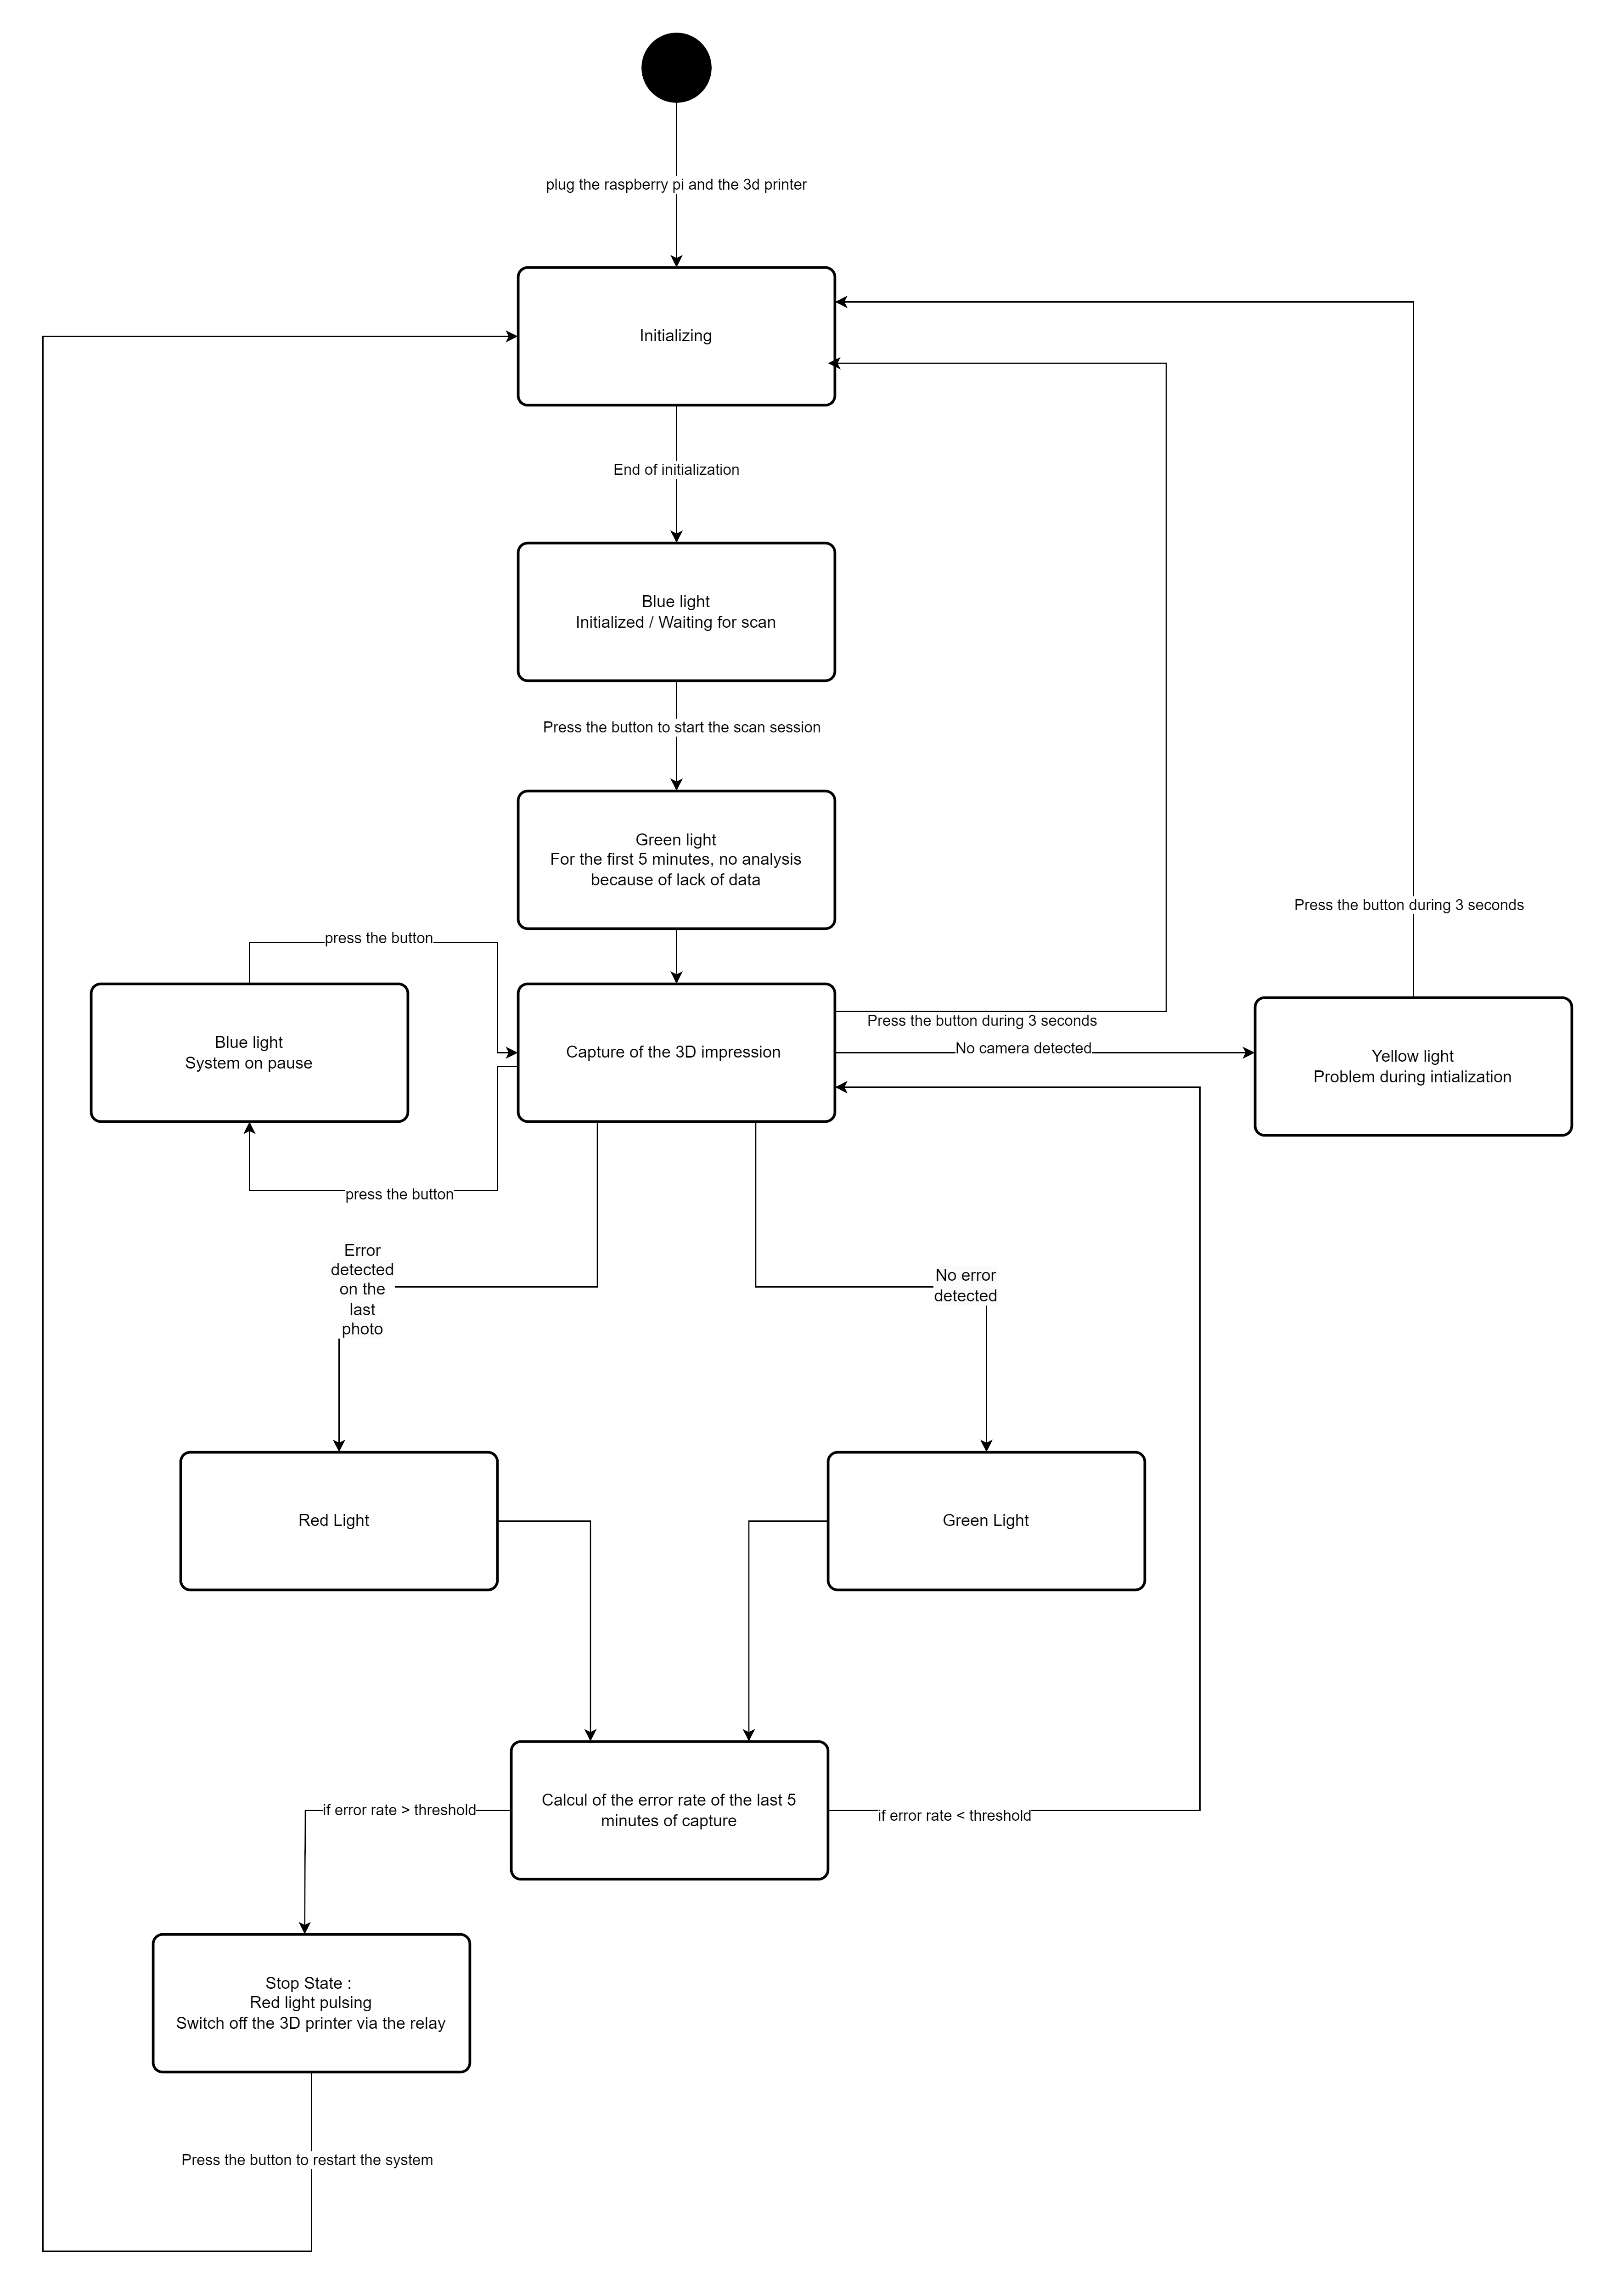 plug the raspberry pi and the 3d printer
Initializing
End of initialization
Blue light
Initialized / Waiting for scan
Press the button to start the scan session
Green light
For the first 5 minutes, no analysis
because of lack of data
Press the button during 3 seconds
press the button
Blue light
System on pause
Capture of the 3D impression
Press the button during 3 seconds
No camera detected
Yellow light
Problem during intialization
press the button
Error
detected
on the
last
photo
No error
detected
Red Light
Green Light
Calcul of the error rate of the last 5
minutes of capture
if error rate > threshold
if error rate < threshold
Stop State :
Red light pulsing
Switch off the 3D printer via the relay
Press the button to restart the system